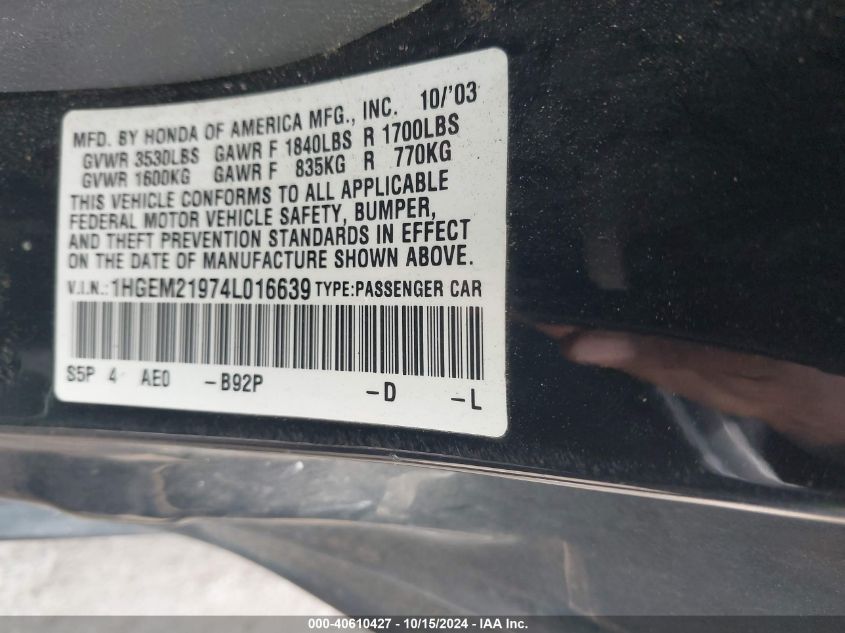 MFD. BY HONDA OF AMERICA MFG., INC. 10/'03
GVWR 3530LBS GAWR F 1840LBS R 1700LBS
GVWR 1600KG GAWR F 835KG R 770KG
THIS VEHICLE CONFORMS TO ALL APPLICABLE
FEDERAL MOTOR VEHICLE SAFETY, BUMPER,
AND THEFT PREVENTION STANDARDS IN EFFECT
ON THE DATE OF MANUFACTURE SHOWN ABOVE.
V.I.N.: 1HGEM21974L016639 TYPE:PASSENGER CAR
S5P 4 AE0 -B92P -D -L
000-40610427 - 10/15/2024 - IAA Inc.